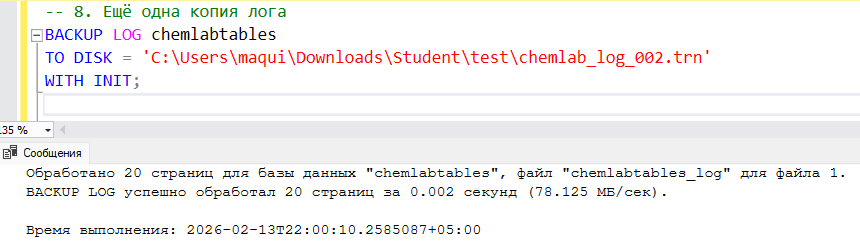 -- 8. Ещё одна копия лога
BACKUP LOG chemlabtables
TO DISK = 'C:\Users\maqui\Downloads\Student\test\chemlab_log_002.trn'
WITH INIT;
135 %
Сообщения
Обработано 20 страниц для базы данных "chemlabtables", файл "chemlabtables_log" для файла 1.
BACKUP LOG успешно обработал 20 страниц за 0.002 секунд (78.125 МБ/сек).
Время выполнения: 2026-02-13T22:00:10.2585087+05:00